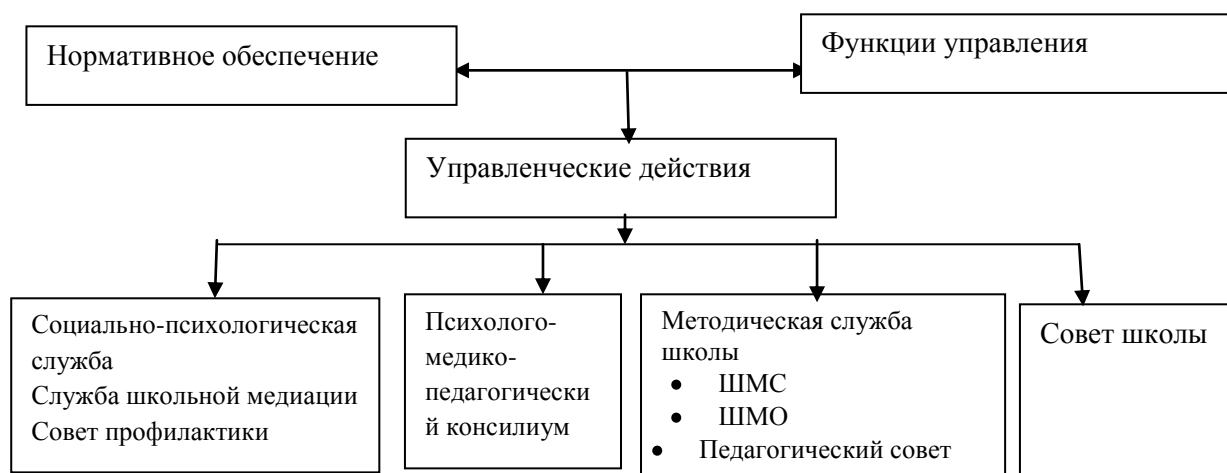 Нормативное обеспечение
Функции управления
Управленческие действия
Социально-психологическая
служба
Служба школьной медиации
Совет профилактики
Психолого-
медико-
педагогически
й консилиум
Методическая служба
школы
• ШМС
• ШМО
• Педагогический совет
Совет школы